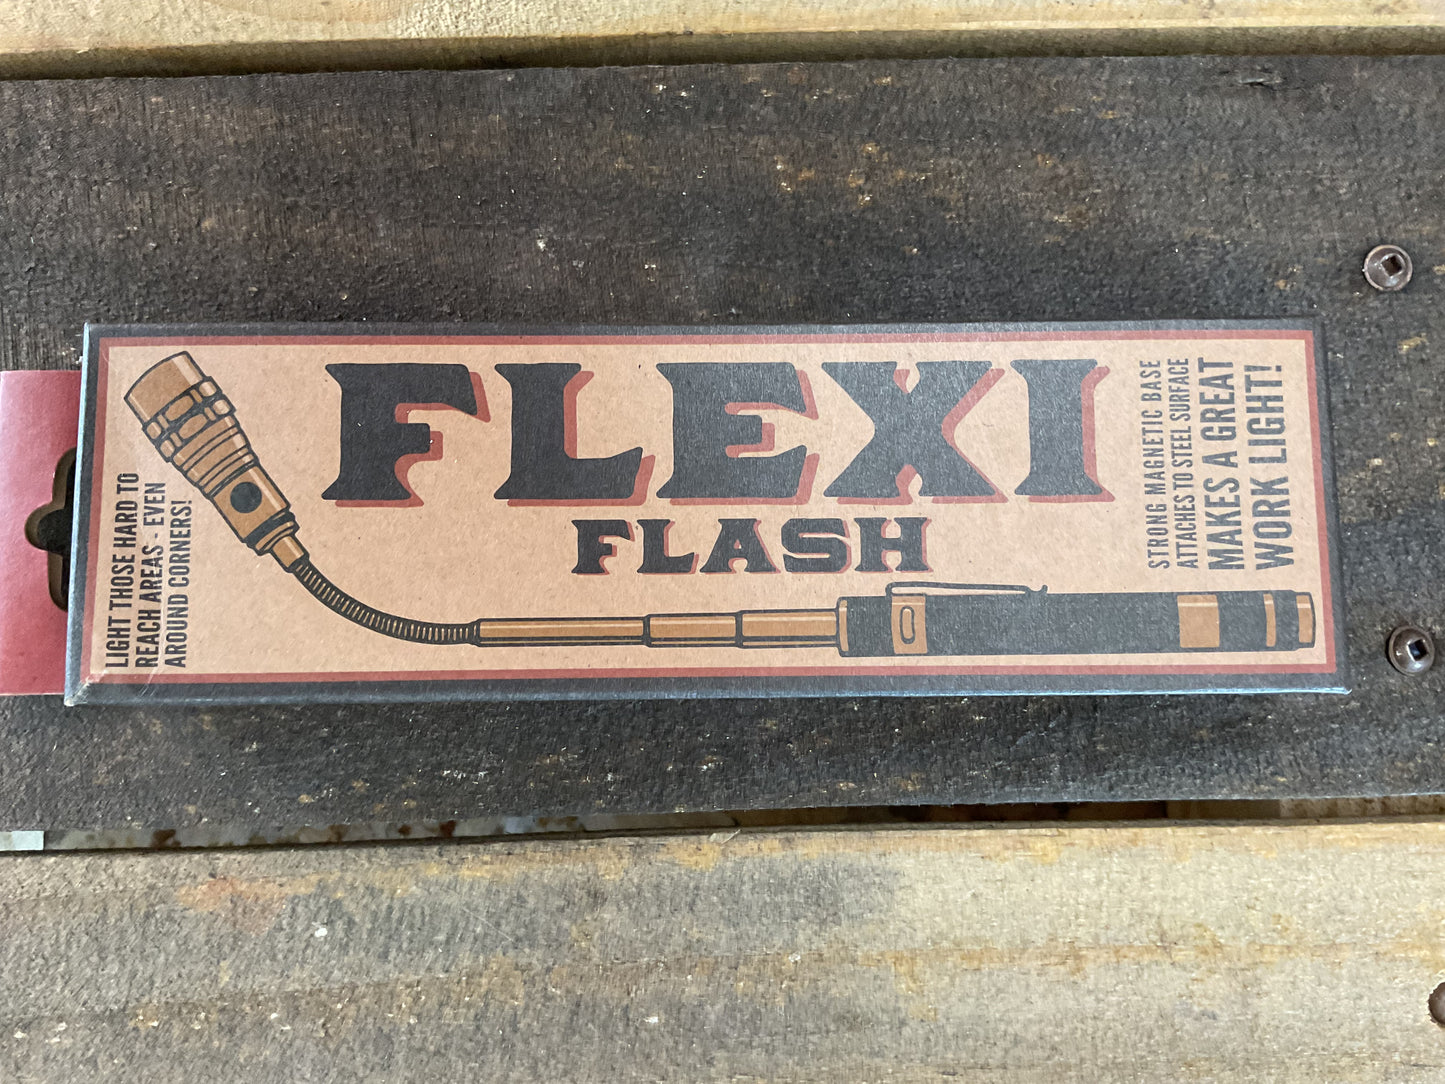 FLEXI
FLASH
LIGHT THOSE HARD TO
REACH AREAS - EVEN
AROUND CORNERS!
STRONG MAGNETIC BASE
ATTACHES TO STEEL SURFACE
MAKES A GREAT
WORK LIGHT!